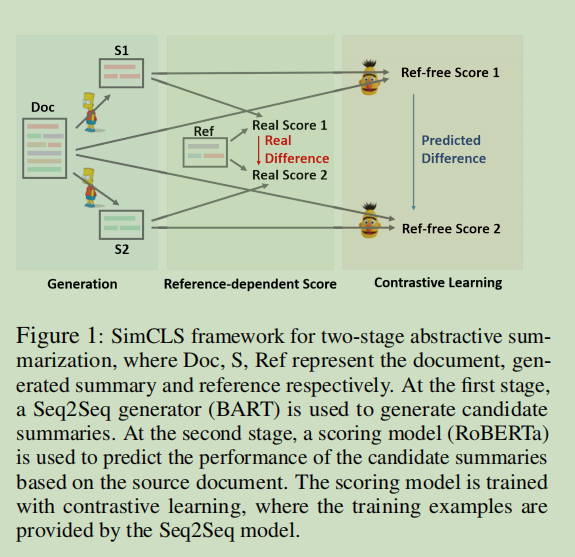 S1
Doc
Ref
S2
Real Score 1
Real
Difference
Real Score 2
Ref-free Score 1
Predicted
Difference
Ref-free Score 2
Generation
Reference-dependent Score
Contrastive Learning
Figure 1: SimCLS framework for two-stage abstractive sum-
marization, where Doc, S, Ref represent the document, gen-
erated summary and reference respectively. At the first stage,
a Seq2Seq generator (BART) is used to generate candidate
summaries. At the second stage, a scoring model (RoBERTa)
is used to predict the performance of the candidate summaries
based on the source document. The scoring model is trained
with contrastive learning, where the training examples are
provided by the Seq2Seq model.